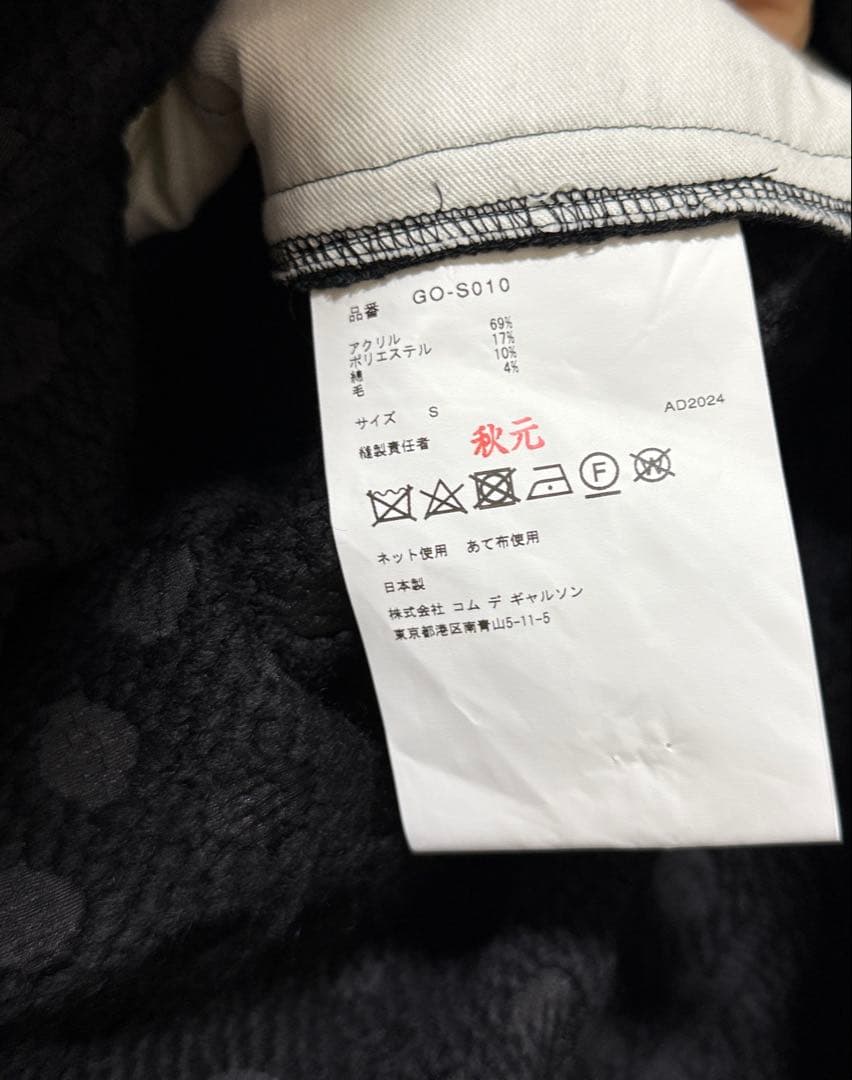 品番 GO-S010
アクリル 69%
ポリエステル 17%
綿 10%
毛 4%
サイズ S AD2024
縫製責任者 秋元
F W
ネット使用 あて布使用
日本製
株式会社 コム デ ギャルソン
東京都港区南青山5-11-5